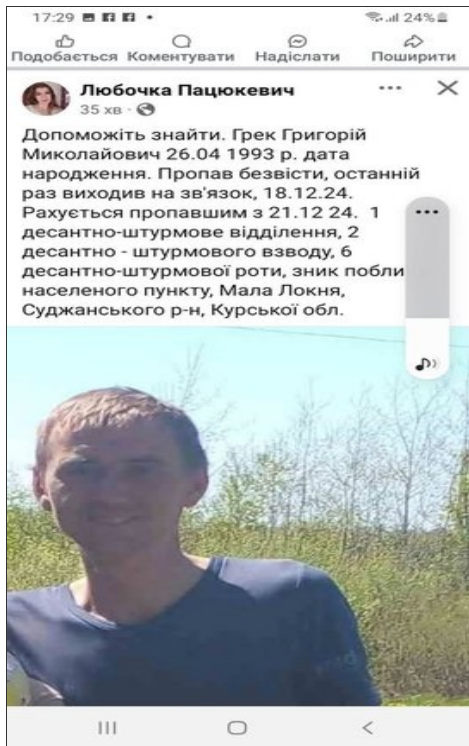 17:29 24%
Подобається Коментувати Надіслати Поширити
Любочка Пацюкевич
35 хв
Допоможіть знайти. Грек Григорій
Миколайович 26.04 1993 р. дата
народження. Пропав безвісти, останній
раз виходив на зв'язок, 18.12.24.
Рахується пропавшим з 21.12 24. 1
десантно-штурмове відділення, 2
десантно - штурмового взводу, 6
десантно-штурмової роти, зник
населеного пункту, Мала Локня,
Суджанського р-н, Курської обл.